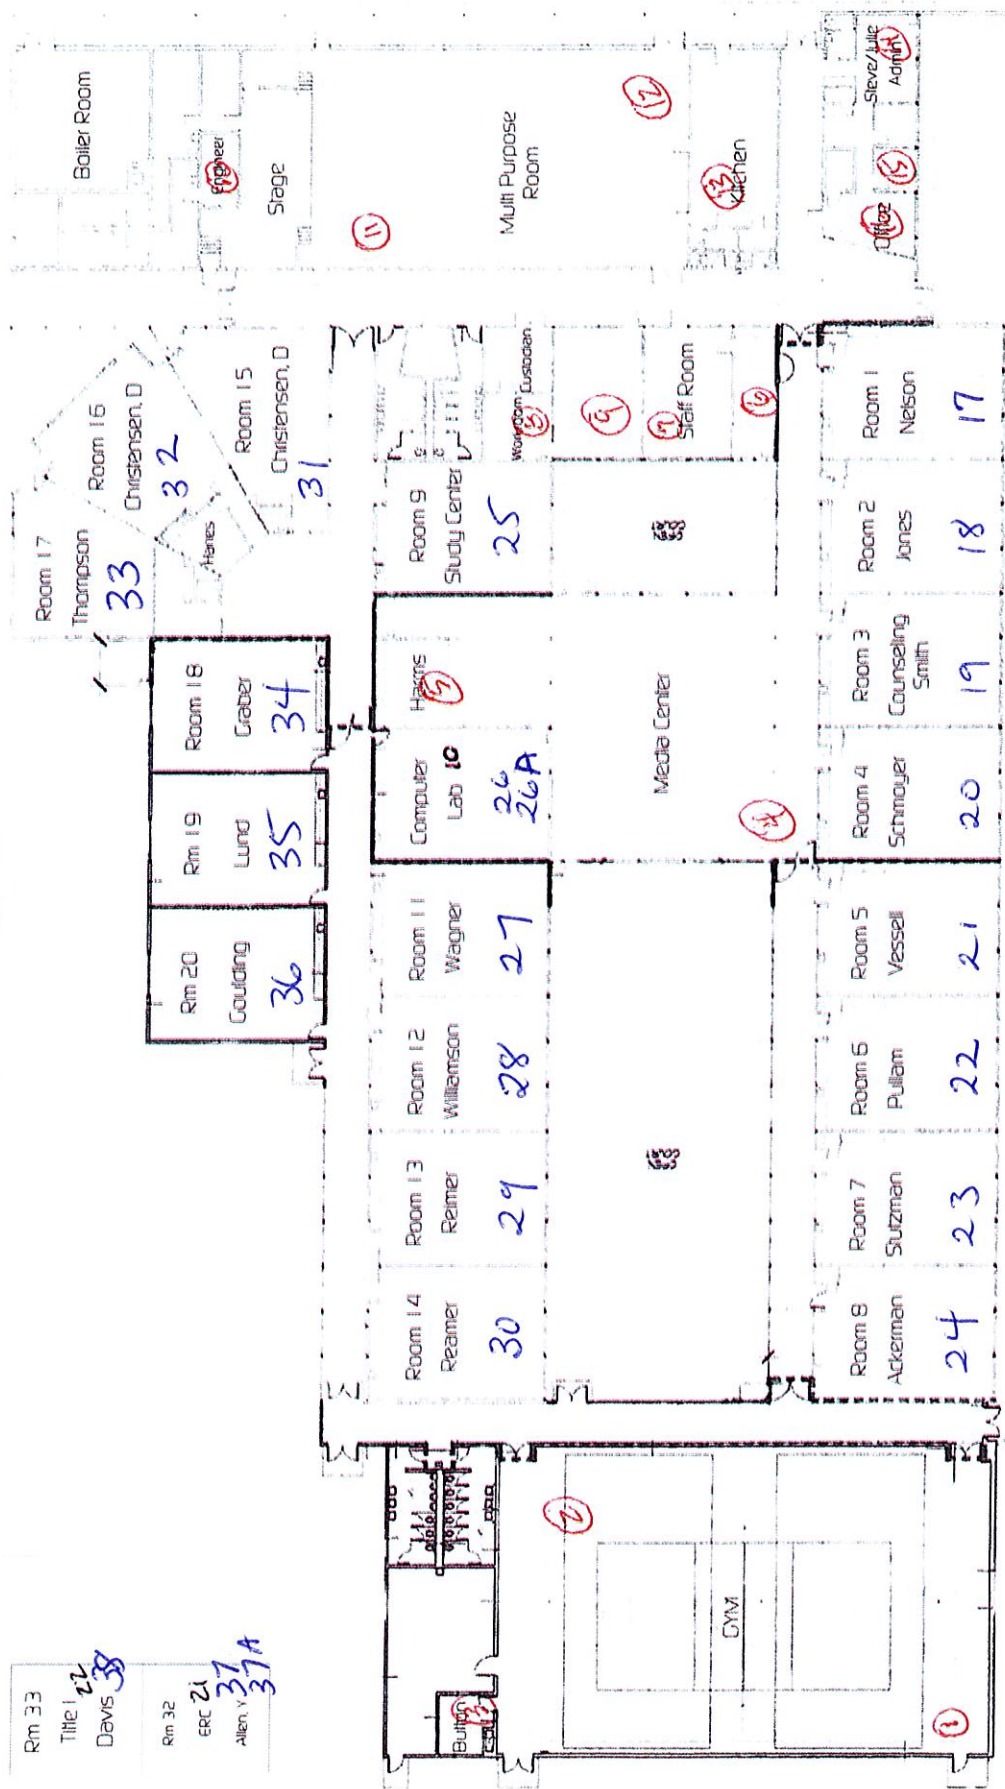 Rm 33
Title I 22
Davis 38
Rm 32
ERC 21
Allen, Y 37
37A
Room 17
Thompson
33
Room 16
Christensen, D
32
Room 15
Christensen, D
31
Hanes
Boiler Room
Engineer
Stage
11
Multi Purpose
Room
12
13
Kitchen
Office
15
Steve/Julie
Admin
Rm 20
Goulding
36
Rm 19
Lund
35
Room 18
Graber
34
Room 14
Reamer
30
Room 13
Reimer
29
Room 12
Williamson
28
Room 11
Wagner
27
Computer
Lab 10
26
26A
Harms
5
Room 9
Study Center
25
Workroom
Custodian
9
7
Staff Room
6
Media Center
4
Button
3
2
GYM
1
Room 8
Ackerman
24
Room 7
Stutzman
23
Room 6
Pullam
22
Room 5
Vessell
21
Room 4
Schmoyer
20
Room 3
Counseling
Smith
19
Room 2
Jones
18
Room 1
Nelson
17